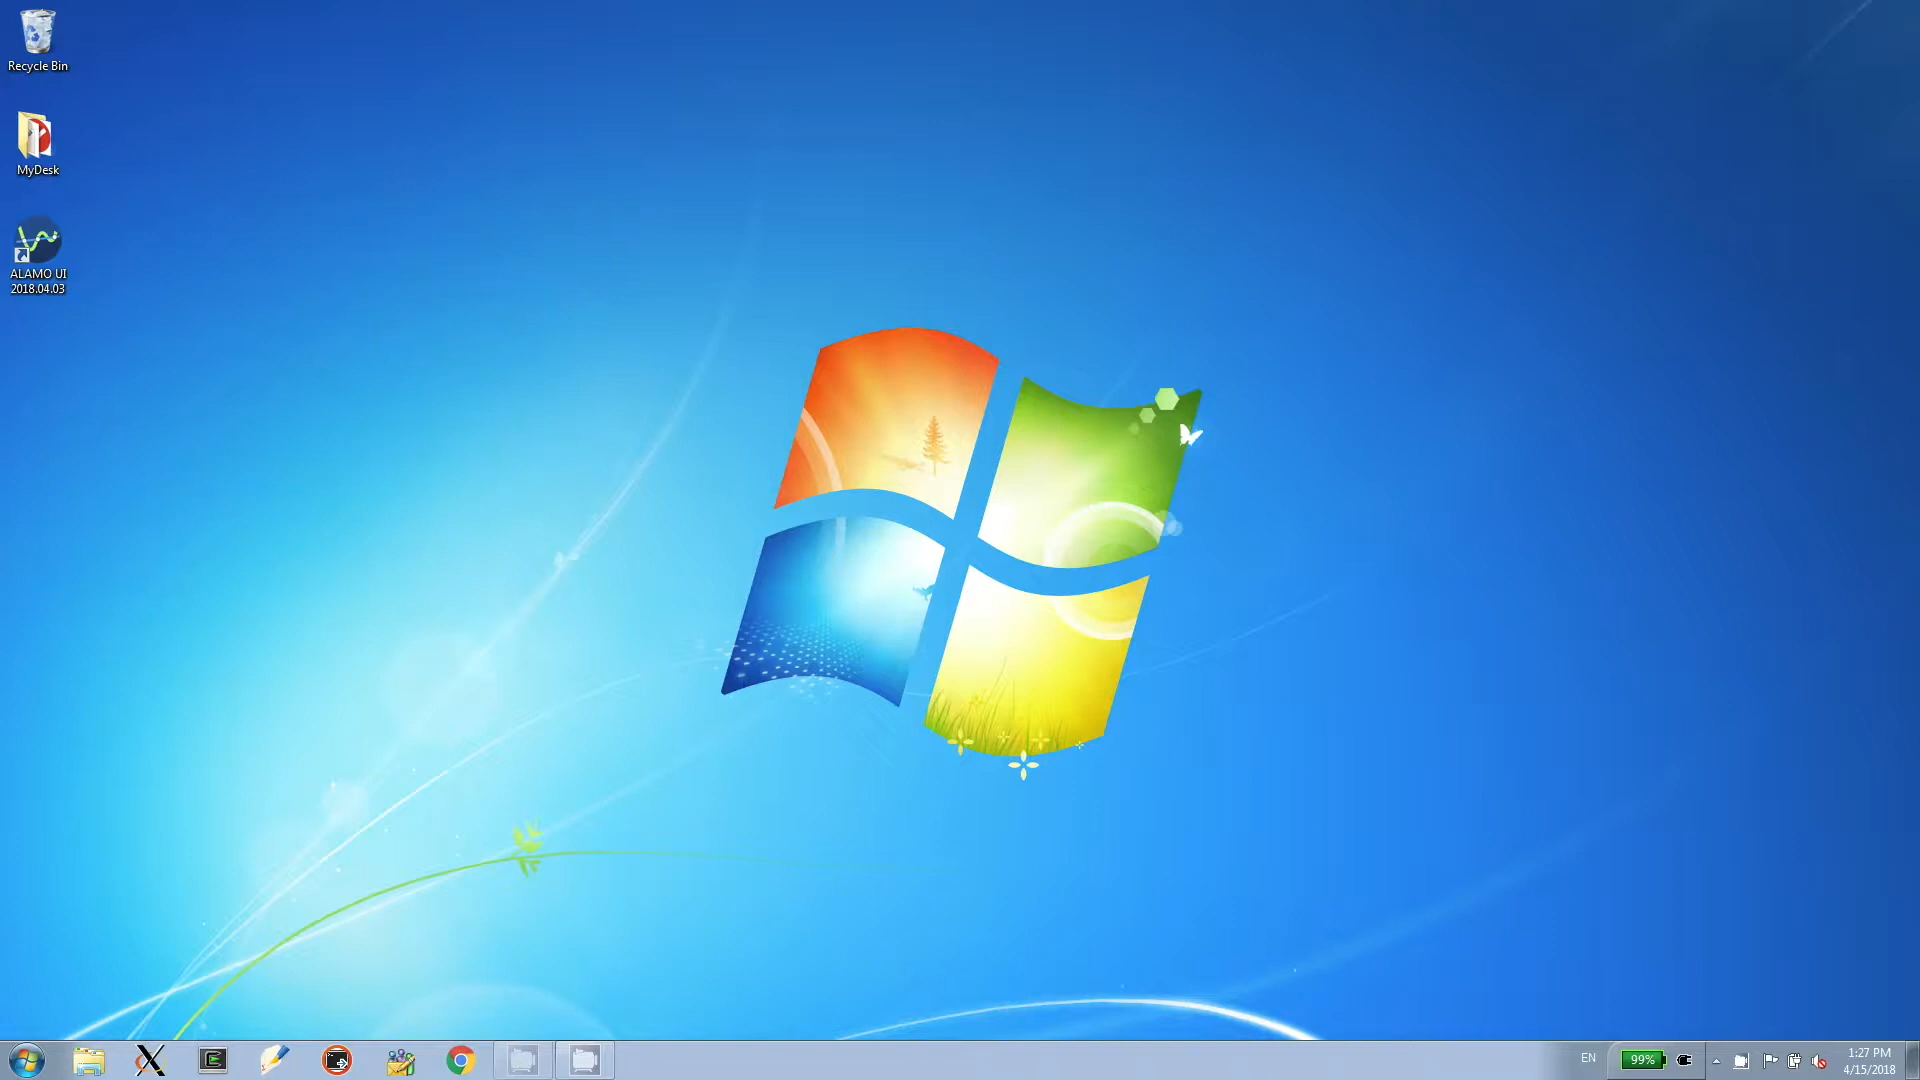 Recycle Bin
MyDesk
ALAMO UI
2018.04.03
EN
99%
1:27 PM
4/15/2018